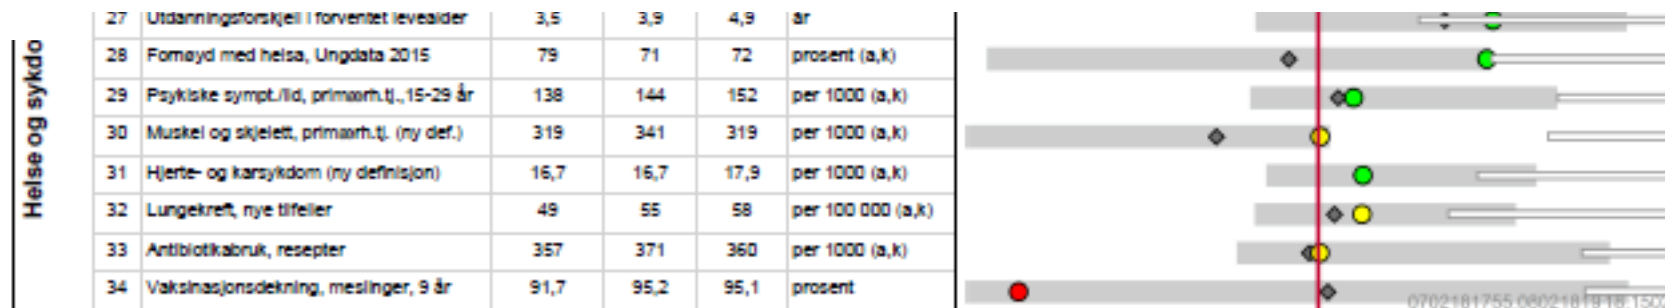 Helse og sykdo
27 Utdanningsforskjell i forventet levealder 3,5 3,9 4,9 år
28 Fornøyd med helsa, Ungdata 2015 79 71 72 prosent (a,k)
29 Psykiske sympt./lid, primærh.tj.,15-29 år 138 144 152 per 1000 (a,k)
30 Muskel og skjelett, primærh.tj. (ny def.) 319 341 319 per 1000 (a,k)
31 Hjerte- og karsykdom (ny definisjon) 16,7 16,7 17,9 per 1000 (a,k)
32 Lungekreft, nye tilfeller 49 55 58 per 100 000 (a,k)
33 Antibiotikabruk, resepter 357 371 360 per 1000 (a,k)
34 Vaksinasjonsdekning, meslinger, 9 år 91,7 95,2 95,1 prosent